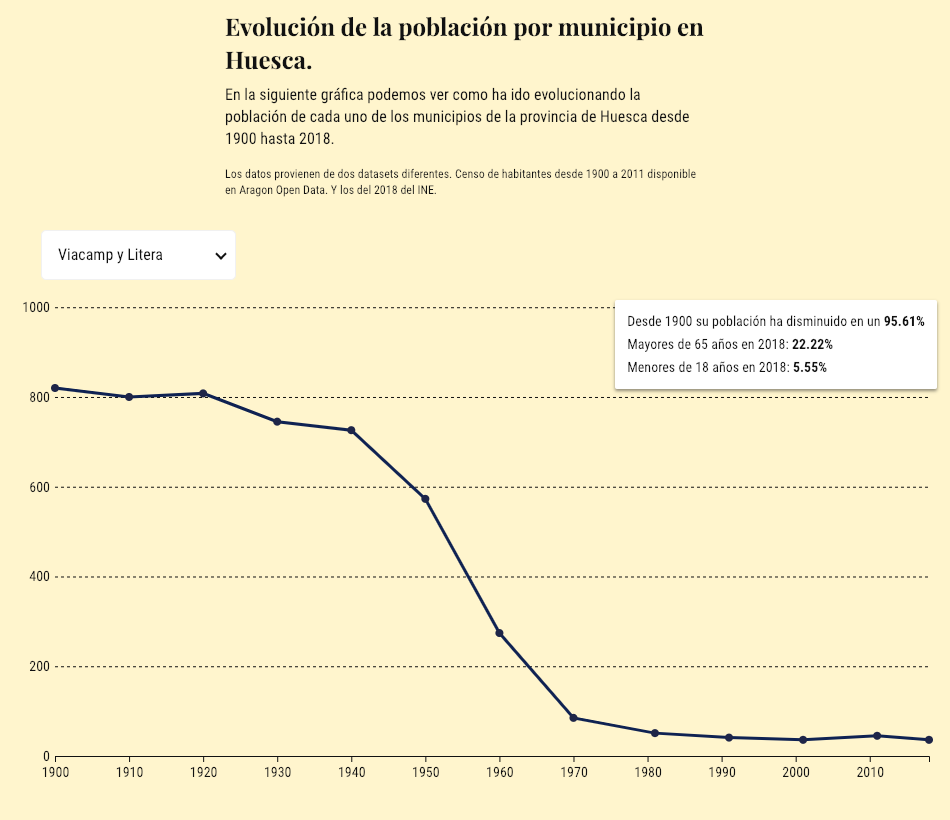 Evolución de la población por municipio en
Huesca.
En la siguiente gráfica podemos ver como ha ido evolucionando la
población de cada uno de los municipios de la provincia de Huesca desde
1900 hasta 2018.
Los datos provienen de dos datasets diferentes. Censo de habitantes desde 1900 a 2011 disponible
en Aragon Open Data. Y los del 2018 del INE.
Viacamp y Litera
Desde 1900 su población ha disminuido en un 95.61%
Mayores de 65 años en 2018: 22.22%
Menores de 18 años en 2018: 5.55%
1000
800
600
400
200
0
1900 1910 1920 1930 1940 1950 1960 1970 1980 1990 2000 2010